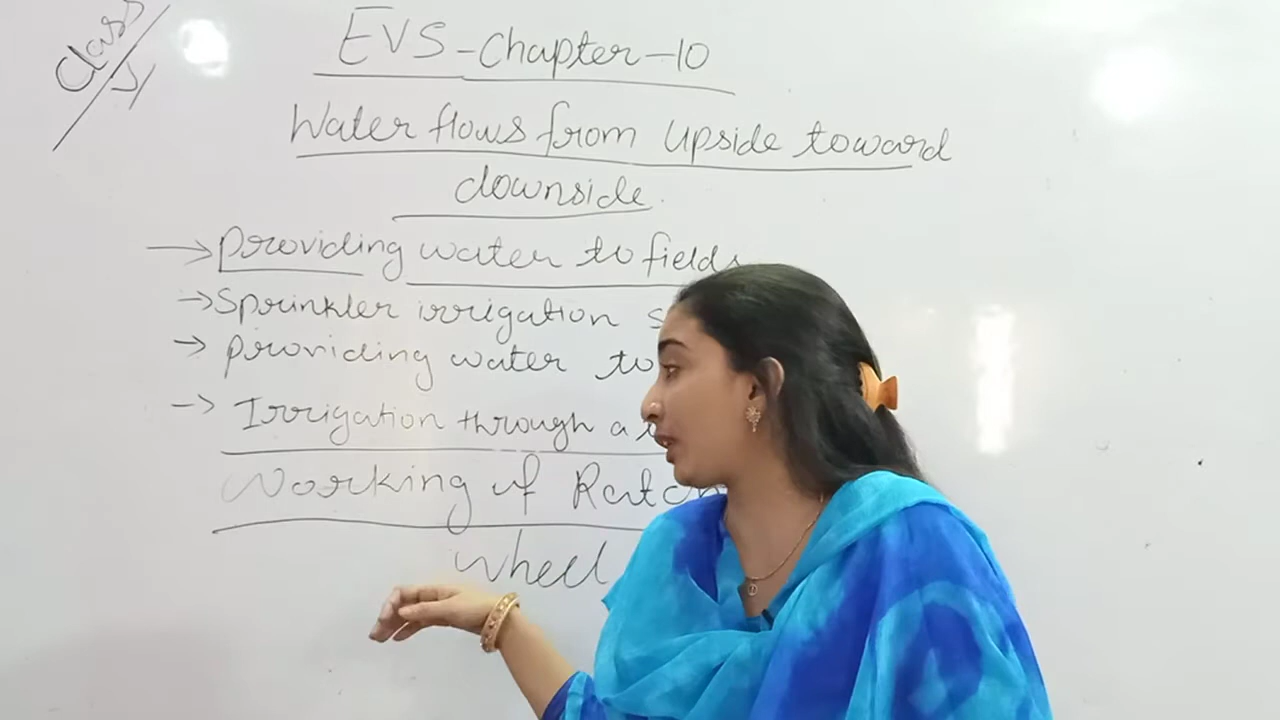 Class
EVS-Chapter-10
Water flows from Upside toward
downside.
→ providing water to fields
→ Sprinkler irrigation
→ providing water to
→ Irrigation through a
Working of
wheel